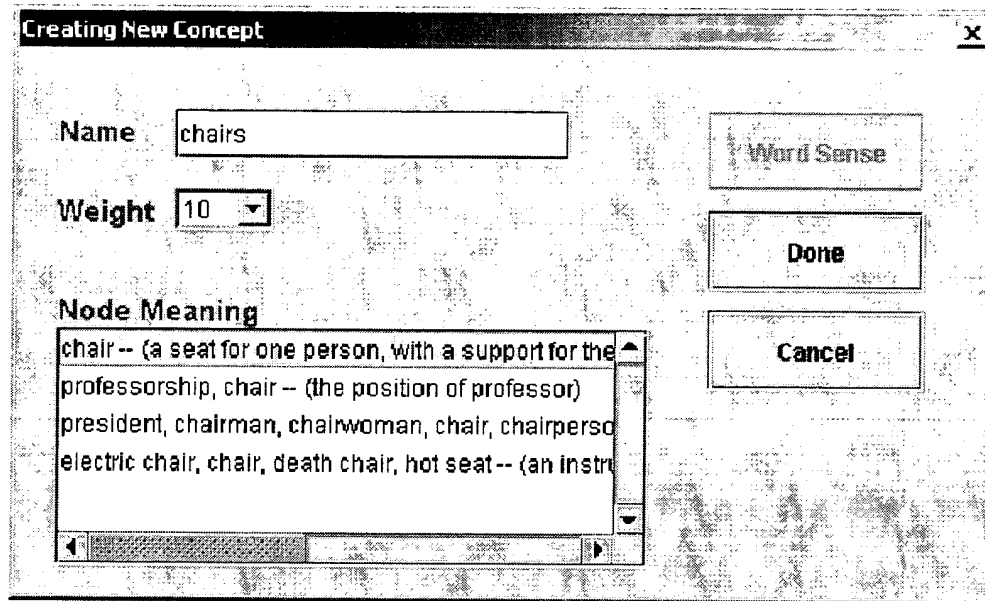 Creating New Concept
Name chairs
Word Sense
Weight 10
Done
Node Meaning
chair -- (a seat for one person, with a support for the
Cancel
professorship, chair -- (the position of professor)
president, chairman, chairwoman, chair, chairperso
electric chair, chair, death chair, hot seat -- (an instru